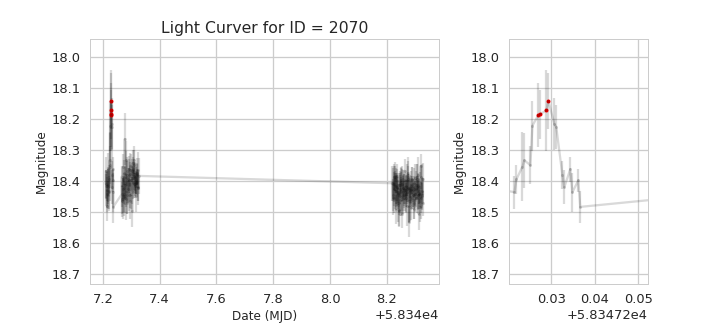 Light Curver for ID = 2070
Magnitude
18.0
18.1
18.2
18.3
18.4
18.5
18.6
18.7
7.2 7.4 7.6 7.8 8.0 8.2
Date (MJD)
+5.834e4
Magnitude
18.0
18.1
18.2
18.3
18.4
18.5
18.6
18.7
0.03 0.04 0.05
+5.83472e4